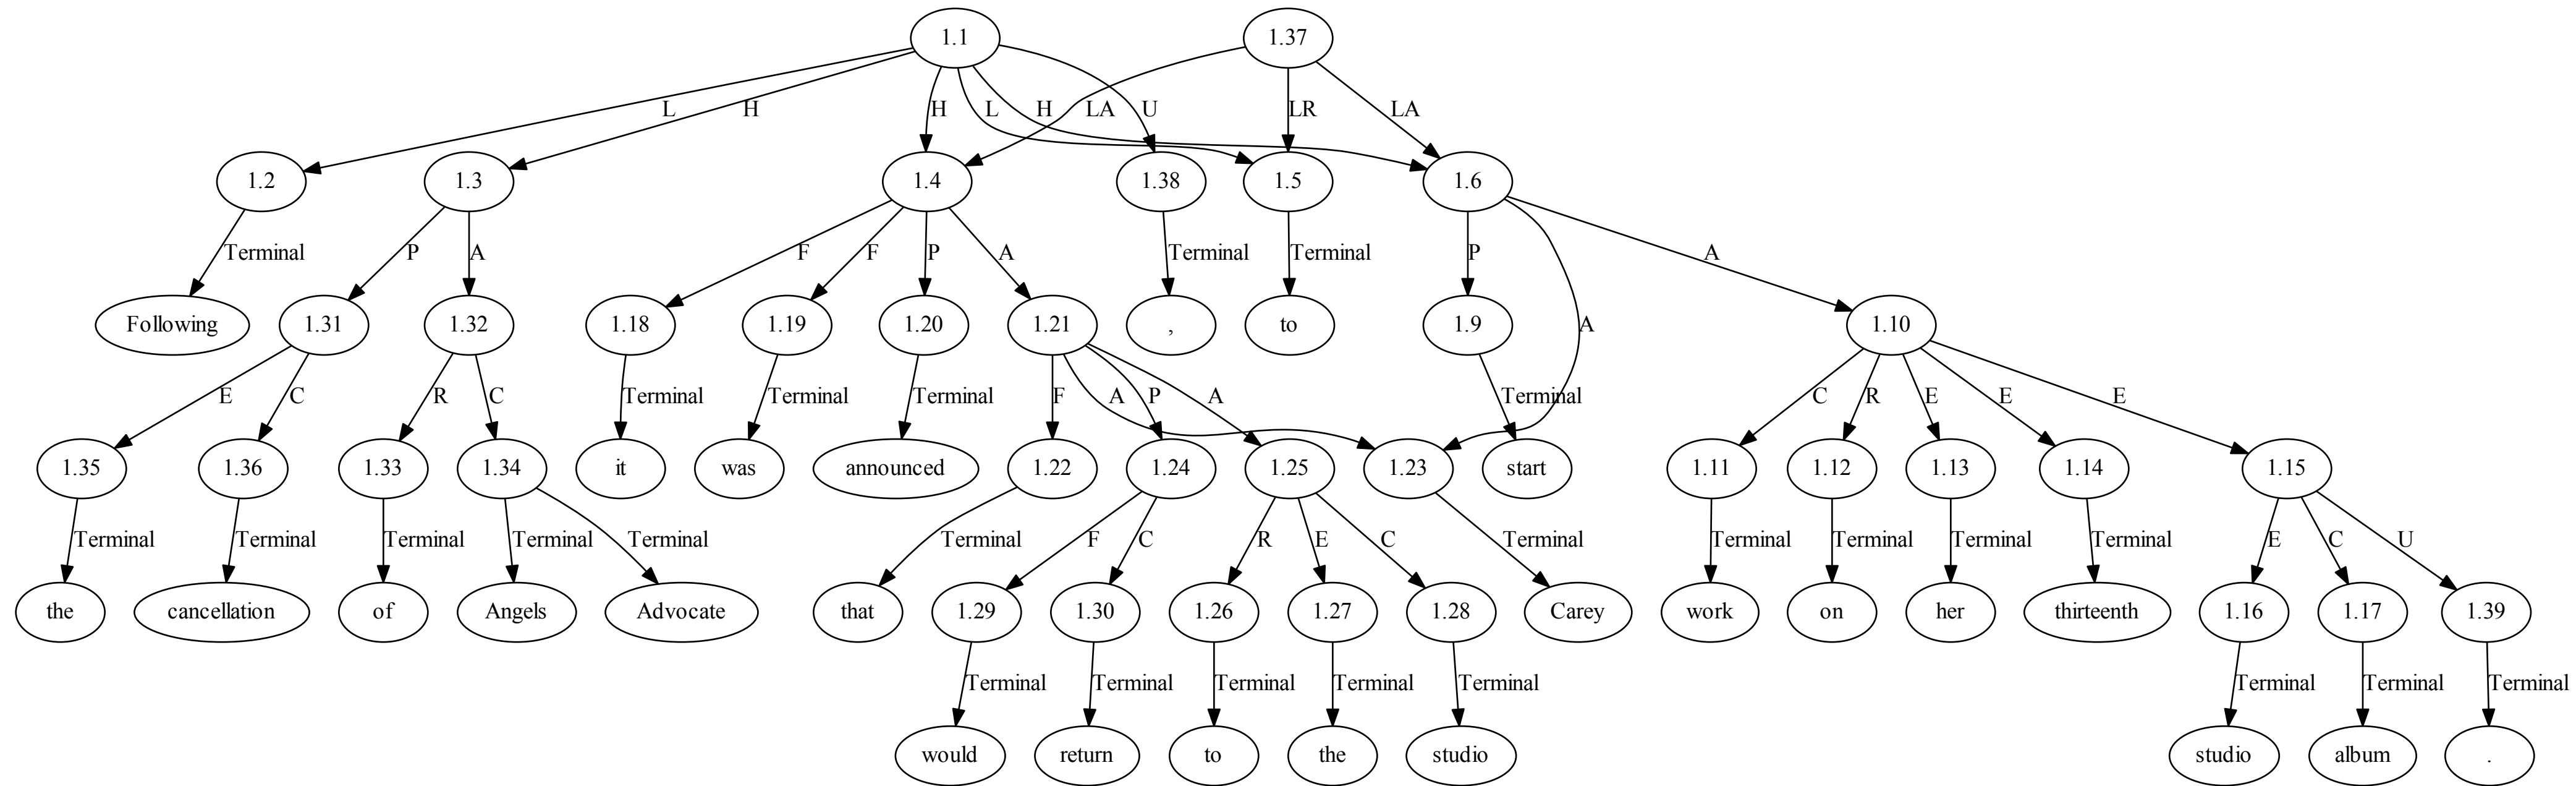 1.1 1.37
L H H L H U LA LR LA
1.2 1.3 1.4 1.38 1.5 1.6
Terminal P A F F P A Terminal Terminal P A A
Following 1.31 1.32 1.18 1.19 1.20 1.21 , to 1.9 1.10
E C R C Terminal Terminal Terminal F A P A Terminal C R E E E
1.35 1.36 1.33 1.34 it was announced 1.22 1.24 1.25 1.23 start 1.11 1.12 1.13 1.14 1.15
Terminal Terminal Terminal Terminal Terminal Terminal F C R E C Terminal Terminal Terminal Terminal Terminal E C U
the cancellation of Angels Advocate that 1.29 1.30 1.26 1.27 1.28 Carey work on her thirteenth 1.16 1.17 1.39
Terminal Terminal Terminal Terminal Terminal Terminal Terminal Terminal
would return to the studio studio album .